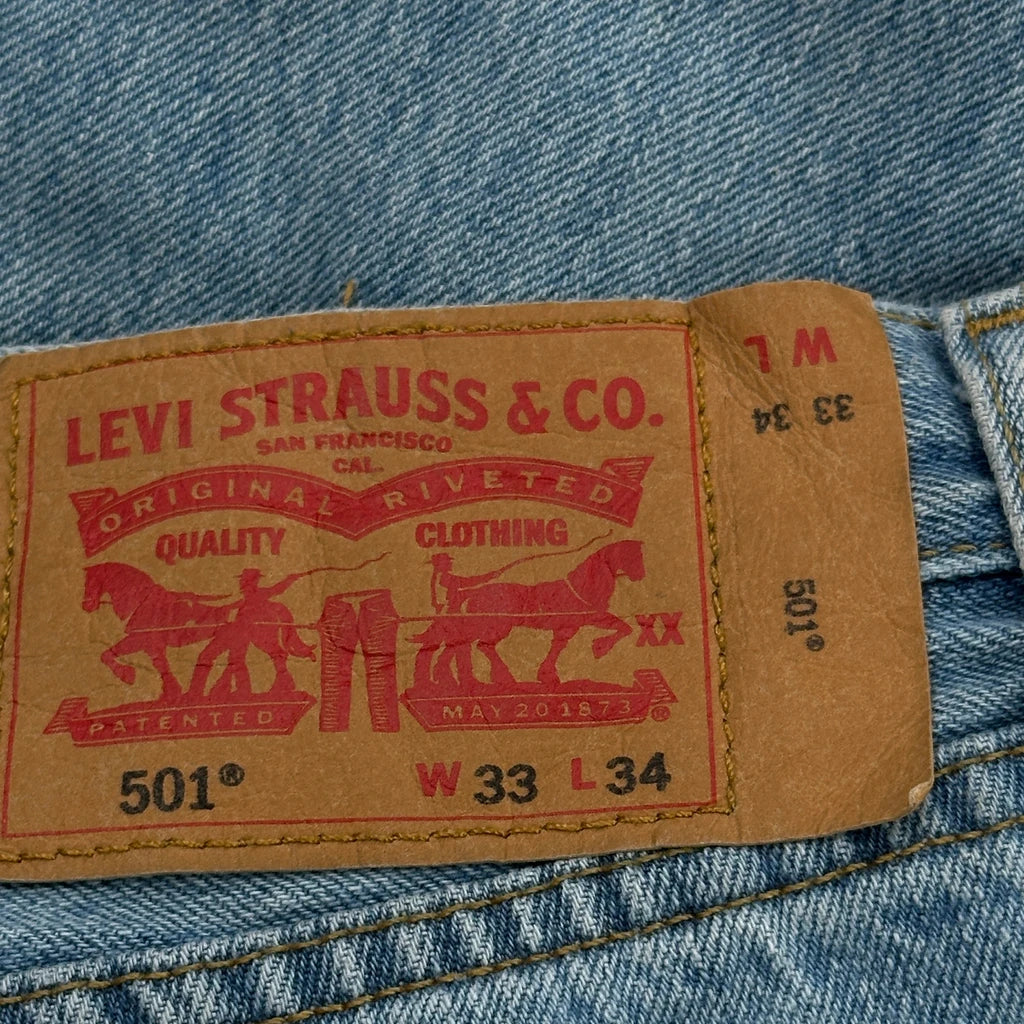 LEVI STRAUSS & CO.
SAN FRANCISCO
CAL.
ORIGINAL RIVETED
QUALITY CLOTHING
XX
PATENTED MAY 20 1873 ®
501® W 33 L 34
W L
33 34
501®